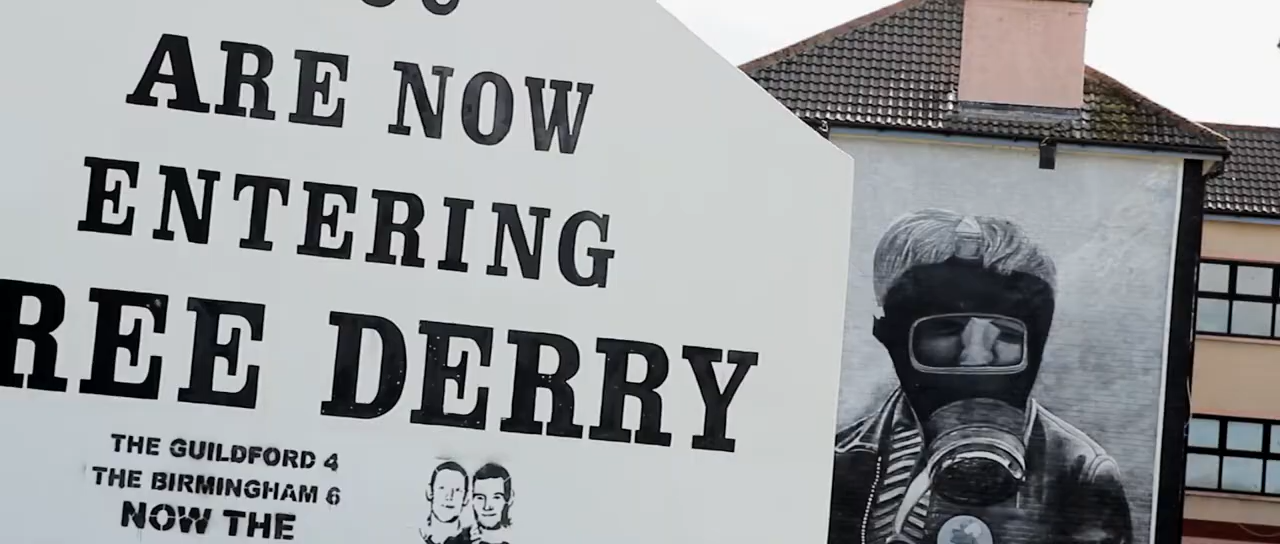 ARE NOW
ENTERING
REE DERRY
THE GUILDFORD 4
THE BIRMINGHAM 6
NOW THE